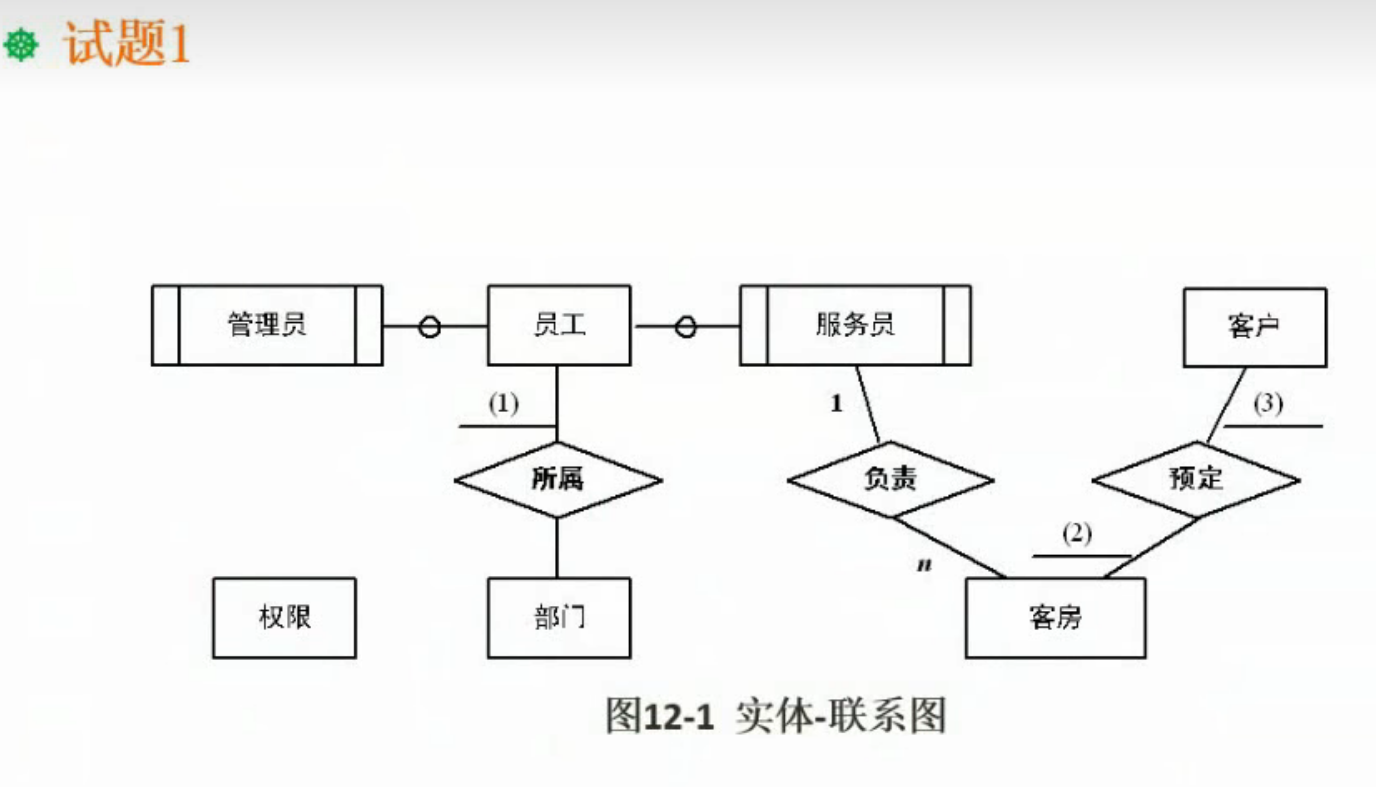 试题1
管理员 员工 服务员 客户
(1) 1 (3)
所属 负责 预定
(2)
n
权限 部门 客房
图12-1 实体-联系图